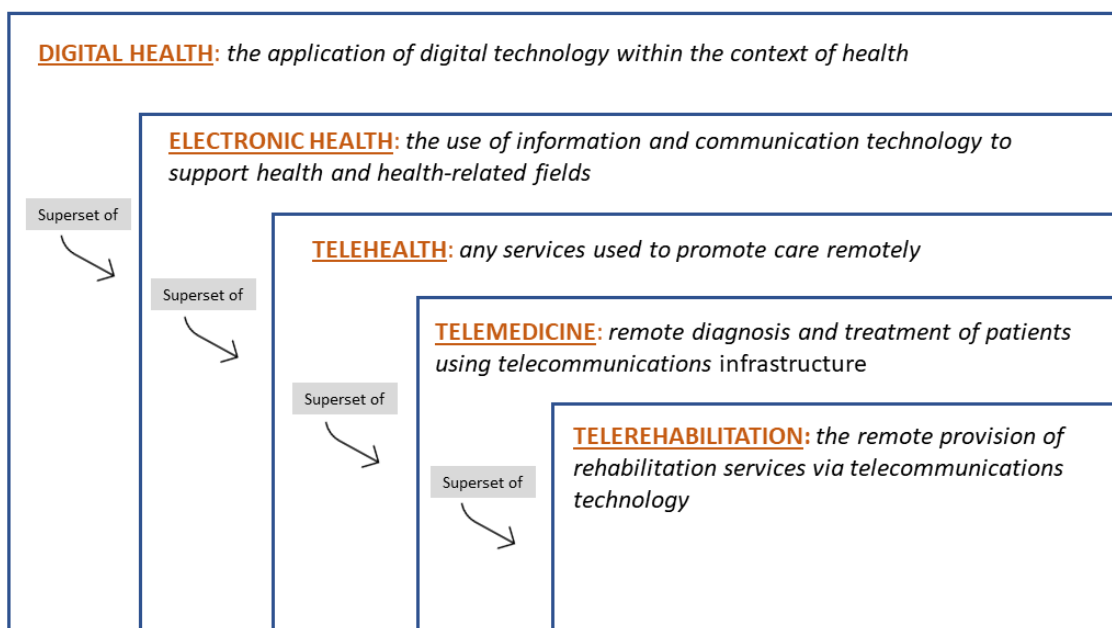 DIGITAL HEALTH: the application of digital technology within the context of health
ELECTRONIC HEALTH: the use of information and communication technology to
support health and health-related fields
Superset of
TELEHEALTH: any services used to promote care remotely
Superset of
TELEMEDICINE: remote diagnosis and treatment of patients
using telecommunications infrastructure
Superset of
TELEREHABILITATION: the remote provision of
rehabilitation services via telecommunications
technology
Superset of